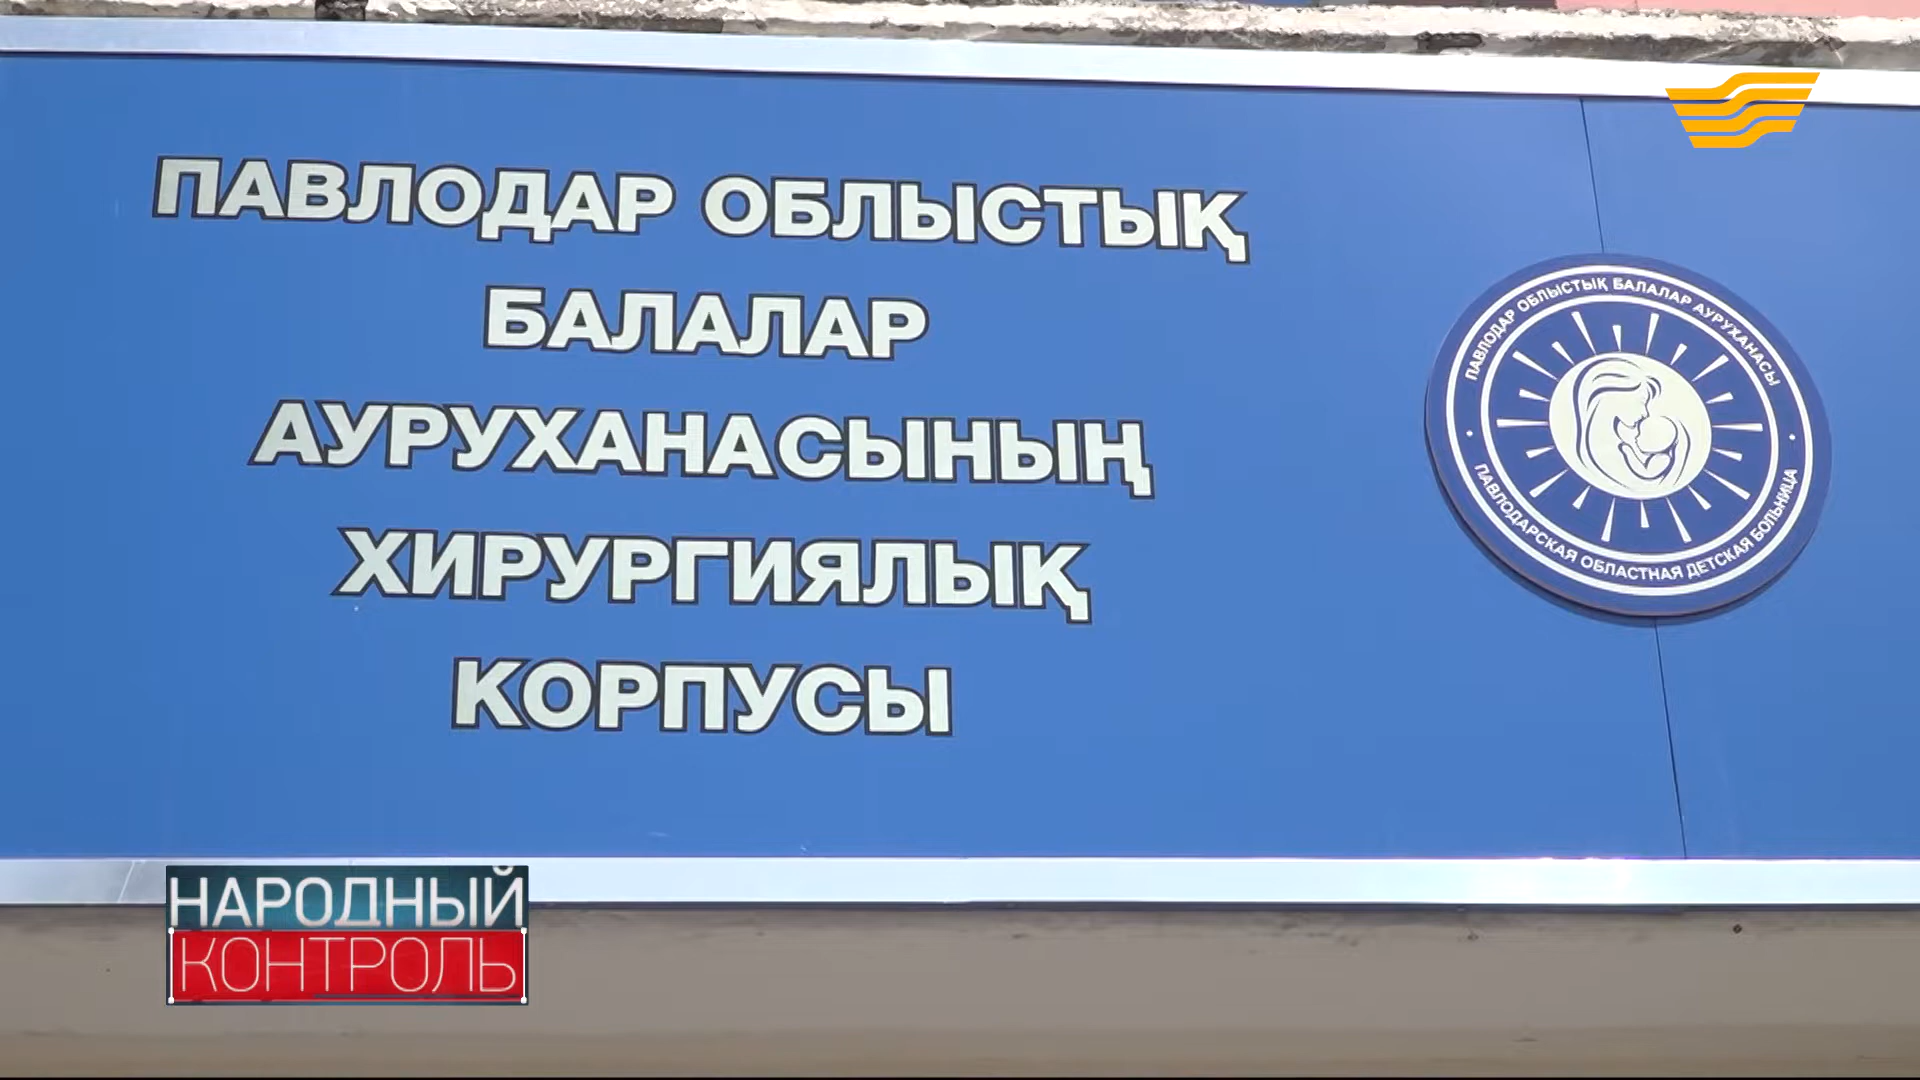 ПАВЛОДАР ОБЛЫСТЫҚ
БАЛАЛАР
АУРУХАНАСЫНЫҢ
ХИРУРГИЯЛЫҚ
КОРПУСЫ
ПАВЛОДАР ОБЛЫСТЫҚ БАЛАЛАР АУРУХАНАСЫ
ПАВЛОДАРСКАЯ ОБЛАСТНАЯ ДЕТСКАЯ БОЛЬНИЦА
НАРОДНЫЙ
КОНТРОЛЬ